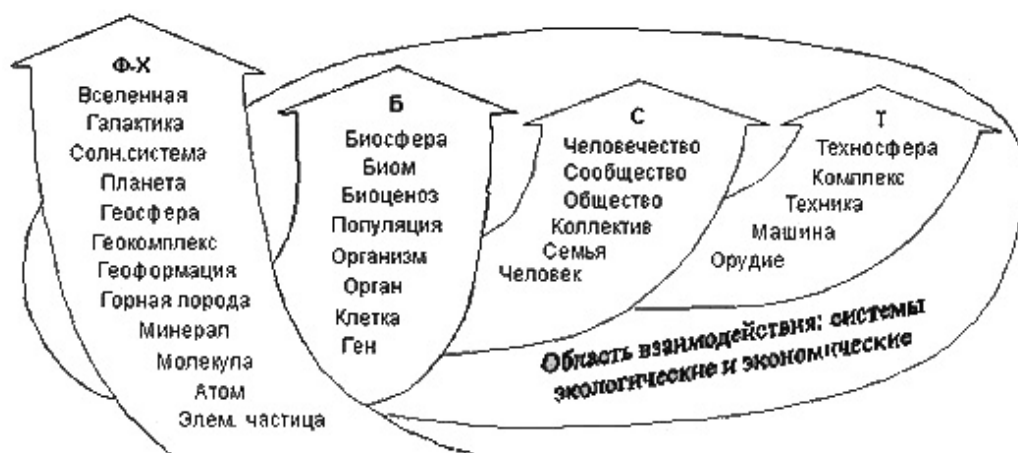 Ф-Х
Вселенная
Галактика
Солн.система
Планета
Геосфера
Геокомплекс
Геоформация
Горная порода
Минерал
Молекула
Атом
Элем. частица
Б
Биосфера
Биом
Биоценоз
Популяция
Организм
Орган
Клетка
Ген
С
Человечество
Сообщество
Общество
Коллектив
Семья
Человек
Т
Техносфера
Комплекс
Техника
Машина
Орудие
Область взаимодействия: системы
экологические и экономические